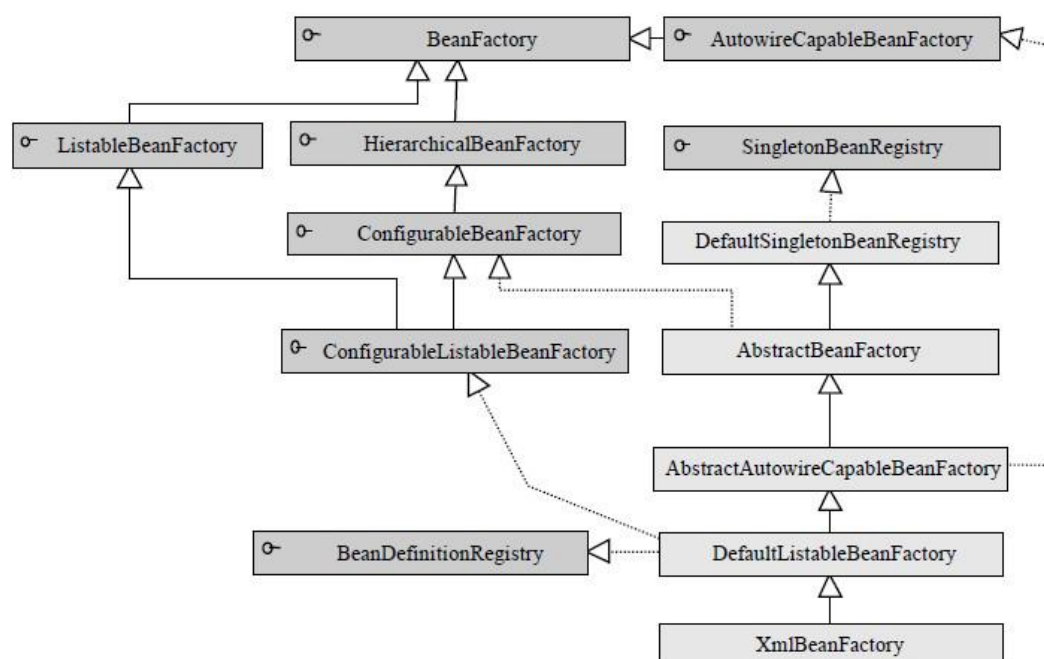 BeanFactory
AutowireCapableBeanFactory
ListableBeanFactory
HierarchicalBeanFactory
SingletonBeanRegistry
ConfigurableBeanFactory
DefaultSingletonBeanRegistry
ConfigurableListableBeanFactory
AbstractBeanFactory
AbstractAutowireCapableBeanFactory
BeanDefinitionRegistry
DefaultListableBeanFactory
XmlBeanFactory